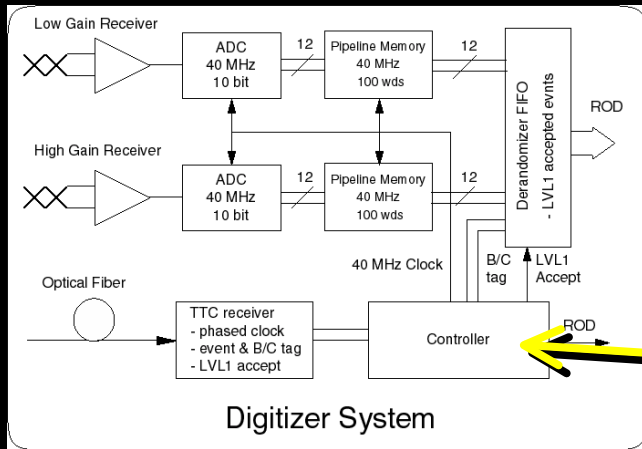 Low Gain Receiver
ADC
40 MHz
10 bit
12
Pipeline Memory
40 MHz
100 wds
12
Derandomizer FIFO
- LVL1 accepted evnts
ROD
High Gain Receiver
ADC
40 MHz
10 bit
12
Pipeline Memory
40 MHz
100 wds
12
40 MHz Clock
B/C
tag
LVL1
Accept
Optical Fiber
TTC receiver
- phased clock
- event & B/C tag
- LVL1 accept
Controller
ROD
Digitizer System